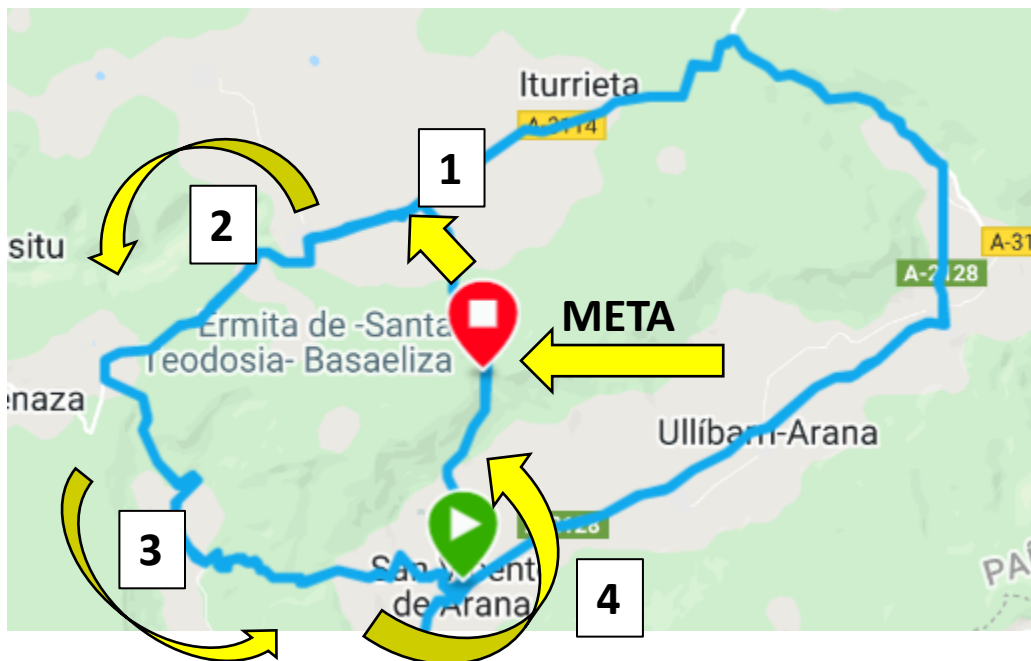 Iturrieta
A-3114
1
2
situ
A-31
A-2128
META
Ermita de -Santa
Teodosia- Basaeliza
enaza
Ullíbarri-Arana
3
San Vicente
de Arana
4